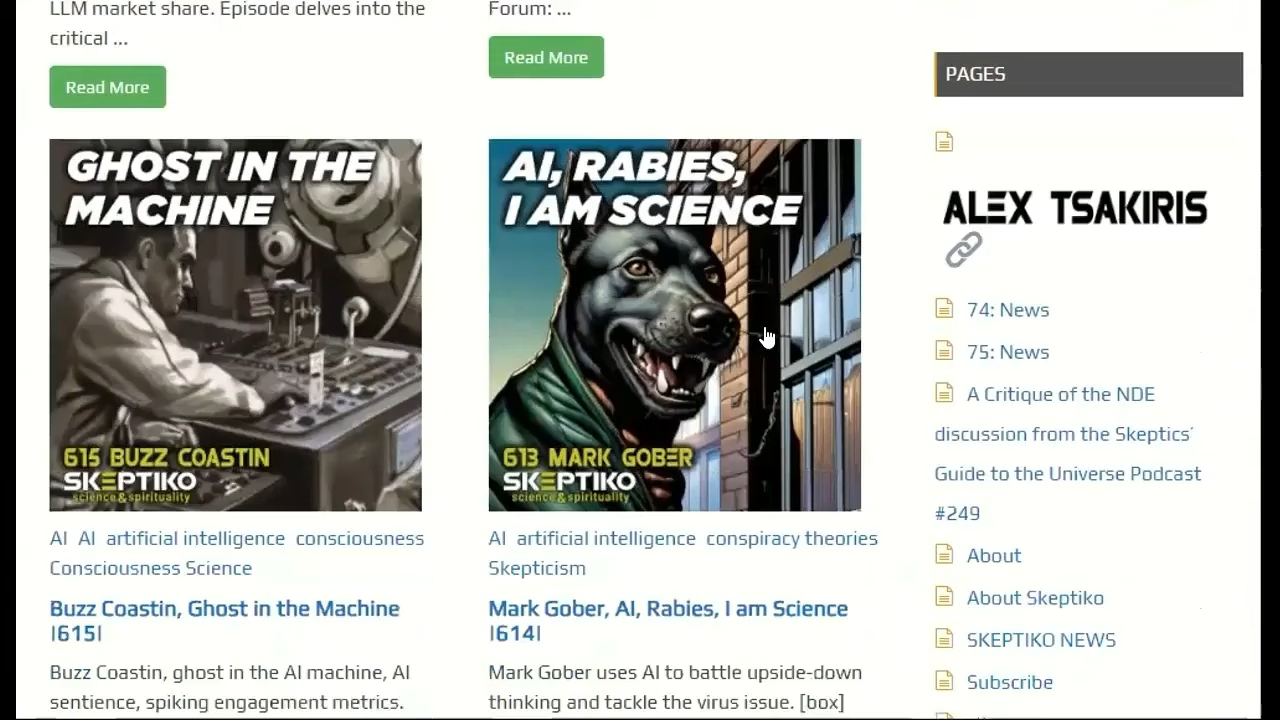 LLM market share. Episode delves into the
critical ...
Read More
Forum: ...
Read More
GHOST IN THE
MACHINE
615 BUZZ COASTIN
SKEPTIKO
science&spirituality
AI AI artificial intelligence consciousness
Consciousness Science
Buzz Coastin, Ghost in the Machine
|615|
Buzz Coastin, ghost in the AI machine, AI
sentience, spiking engagement metrics.
AI, RABIES,
I AM SCIENCE
613 MARK GOBER
SKEPTIKO
science&spirituality
AI artificial intelligence conspiracy theories
Skepticism
Mark Gober, AI, Rabies, I am Science
|614|
Mark Gober uses AI to battle upside-down
thinking and tackle the virus issue. [box]
PAGES
ALEX TSAKIRIS
74: News
75: News
A Critique of the NDE
discussion from the Skeptics’
Guide to the Universe Podcast
#249
About
About Skeptiko
SKEPTIKO NEWS
Subscribe